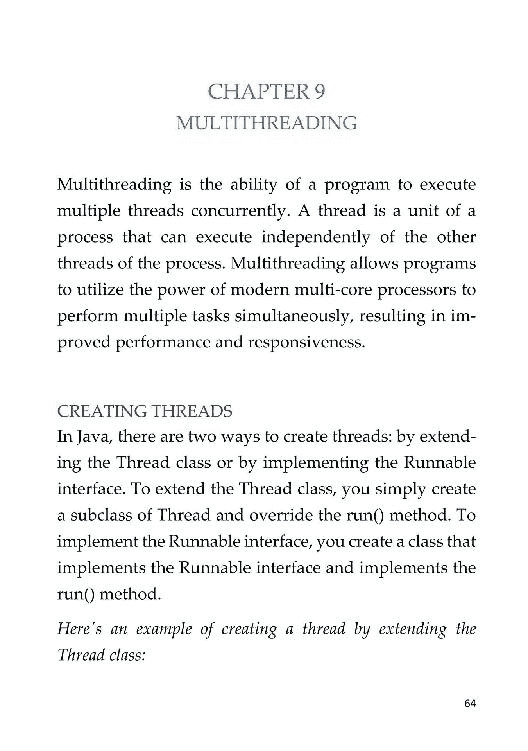 CHAPTER 9
MULTITHREADING
Multithreading is the ability of a program to execute
multiple threads concurrently. A thread is a unit of a
process that can execute independently of the other
threads of the process. Multithreading allows programs
to utilize the power of modern multi-core processors to
perform multiple tasks simultaneously, resulting in im-
proved performance and responsiveness.
CREATING THREADS
In Java, there are two ways to create threads: by extend-
ing the Thread class or by implementing the Runnable
interface. To extend the Thread class, you simply create
a subclass of Thread and override the run() method. To
implement the Runnable interface, you create a class that
implements the Runnable interface and implements the
run() method.
Here's an example of creating a thread by extending the
Thread class:
64